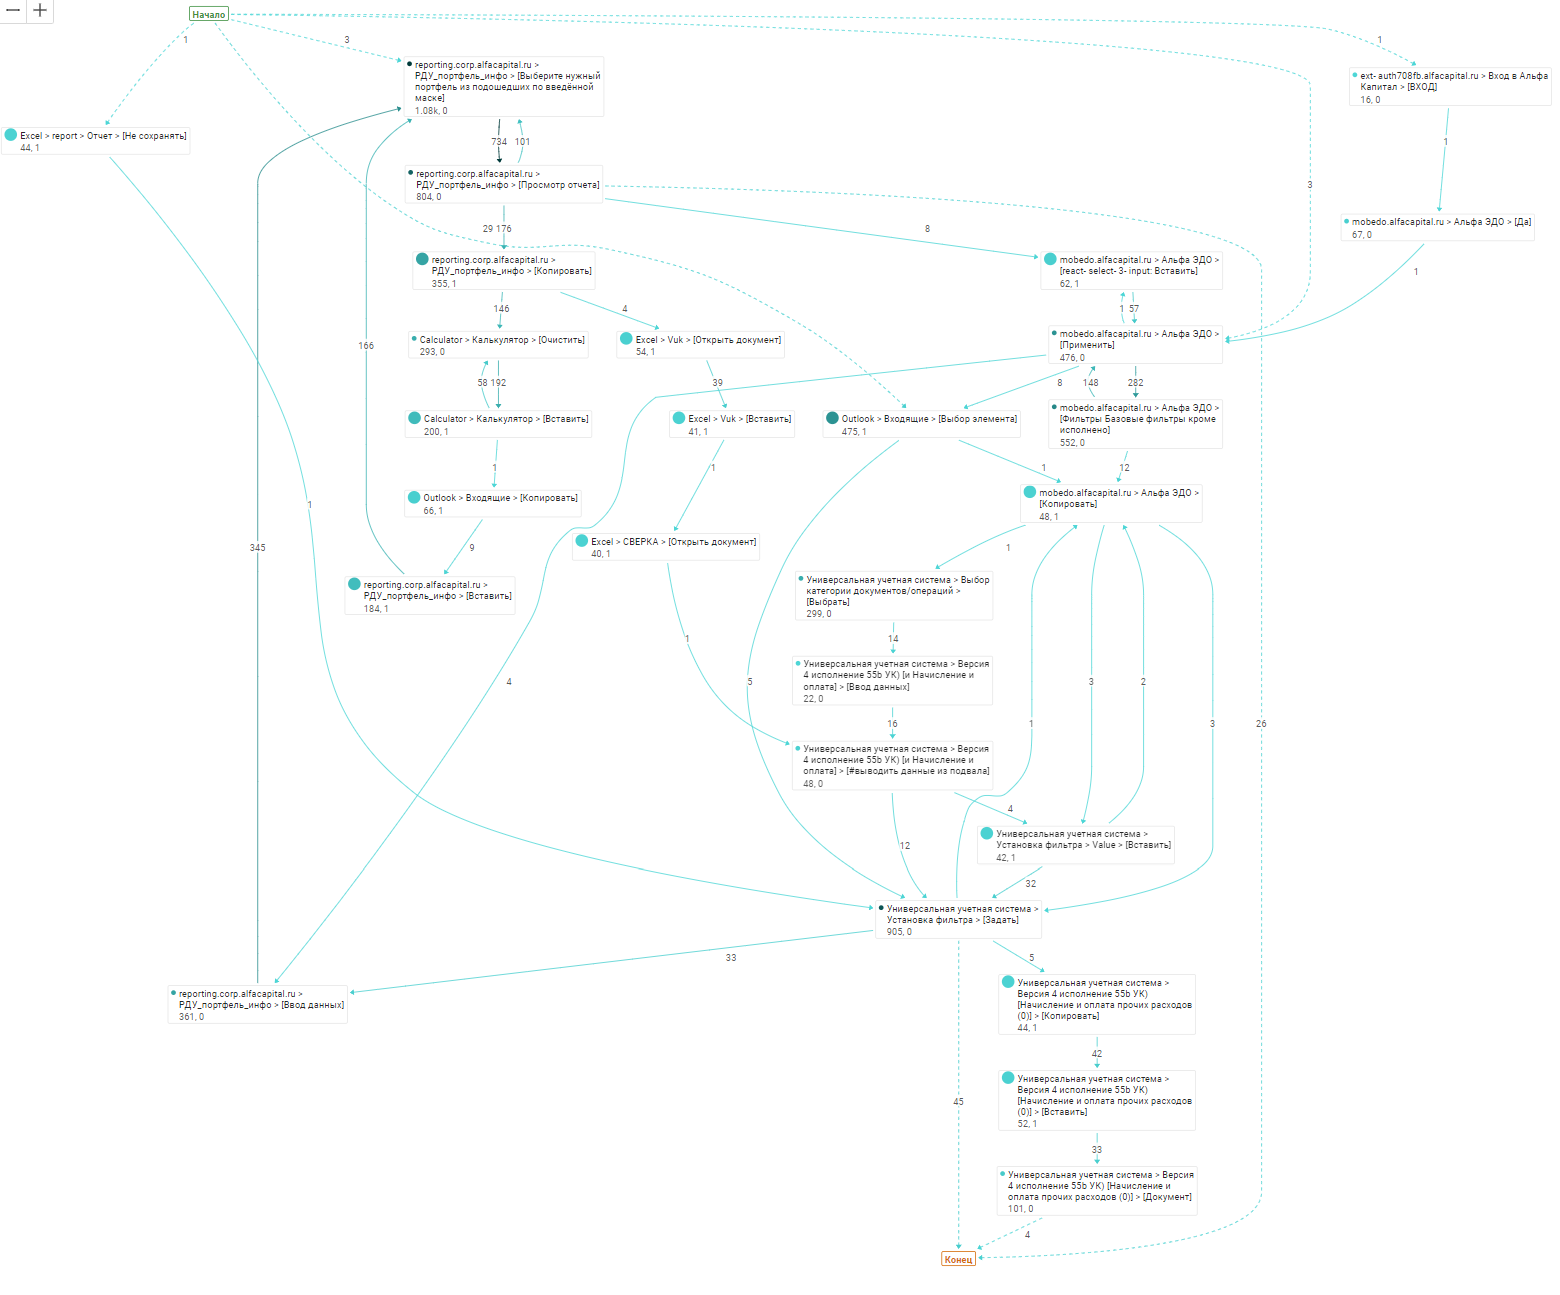 Начало
1
3
1
reporting.corp.alfacapital.ru >
РДУ_портфель_инфо > [Выберите нужный
портфель из подошедших по введённой
маске]
1.08k, 0
ext- auth708fb.alfacapital.ru > Вход в Альфа
Капитал > [ВХОД]
16, 0
Excel > report > Отчет > [Не сохранять]
44, 1
734
101
1
reporting.corp.alfacapital.ru >
РДУ_портфель_инфо > [Просмотр отчета]
804, 0
3
mobedo.alfacapital.ru > Альфа ЭДО > [Да]
67, 0
29
176
8
reporting.corp.alfacapital.ru >
РДУ_портфель_инфо > [Копировать]
355, 1
mobedo.alfacapital.ru > Альфа ЭДО >
[react- select- 3- input: Вставить]
62, 1
1
146
4
1
57
Calculator > Калькулятор > [Очистить]
293, 0
Excel > Vuk > [Открыть документ]
54, 1
mobedo.alfacapital.ru > Альфа ЭДО >
[Применить]
476, 0
166
58
192
39
8
148
282
Calculator > Калькулятор > [Вставить]
200, 1
Excel > Vuk > [Вставить]
41, 1
Outlook > Входящие > [Выбор элемента]
475, 1
mobedo.alfacapital.ru > Альфа ЭДО >
[Фильтры Базовые фильтры кроме
исполнено]
552, 0
1
1
1
12
Outlook > Входящие > [Копировать]
66, 1
mobedo.alfacapital.ru > Альфа ЭДО >
[Копировать]
48, 1
1
345
9
Excel > СВЕРКА > [Открыть документ]
40, 1
1
reporting.corp.alfacapital.ru >
РДУ_портфель_инфо > [Вставить]
184, 1
Универсальная учетная система > Выбор
категории документов/операций >
[Выбрать]
299, 0
1
14
Универсальная учетная система > Версия
4 исполнение 55b УК) [и Начисление и
оплата] > [Ввод данных]
22, 0
4
5
3
2
16
1
3
26
Универсальная учетная система > Версия
4 исполнение 55b УК) [и Начисление и
оплата] > [#выводить данные из подвала]
48, 0
4
12
Универсальная учетная система >
Установка фильтра > Value > [Вставить]
42, 1
32
Универсальная учетная система >
Установка фильтра > [Задать]
905, 0
33
5
reporting.corp.alfacapital.ru >
РДУ_портфель_инфо > [Ввод данных]
361, 0
Универсальная учетная система >
Версия 4 исполнение 55b УК)
[Начисление и оплата прочих расходов
(0)] > [Копировать]
44, 1
42
Универсальная учетная система >
Версия 4 исполнение 55b УК)
[Начисление и оплата прочих расходов
(0)] > [Вставить]
52, 1
45
33
Универсальная учетная система > Версия
4 исполнение 55b УК) [Начисление и
оплата прочих расходов (0)] > [Документ]
101, 0
4
Конец